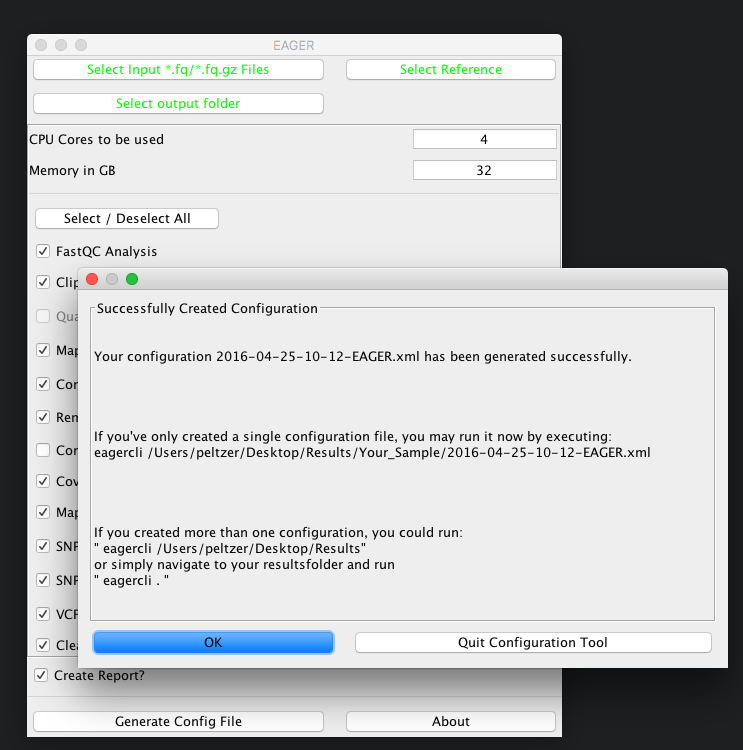 EAGER
Select Input *.fq/*.fq.gz Files
Select Reference
Select output folder
CPU Cores to be used
4
Memory in GB
32
Select / Deselect All
FastQC Analysis
Clip
Qua
Map
Con
Ren
Con
Cov
Map
SNP
SNP
VCF
Clea
Create Report?
Generate Config File
About
Successfully Created Configuration
Your configuration 2016-04-25-10-12-EAGER.xml has been generated successfully.
If you've only created a single configuration file, you may run it now by executing:
eagercli /Users/peltzer/Desktop/Results/Your_Sample/2016-04-25-10-12-EAGER.xml
If you created more than one configuration, you could run:
" eagercli /Users/peltzer/Desktop/Results"
or simply navigate to your resultsfolder and run
" eagercli . "
OK
Quit Configuration Tool